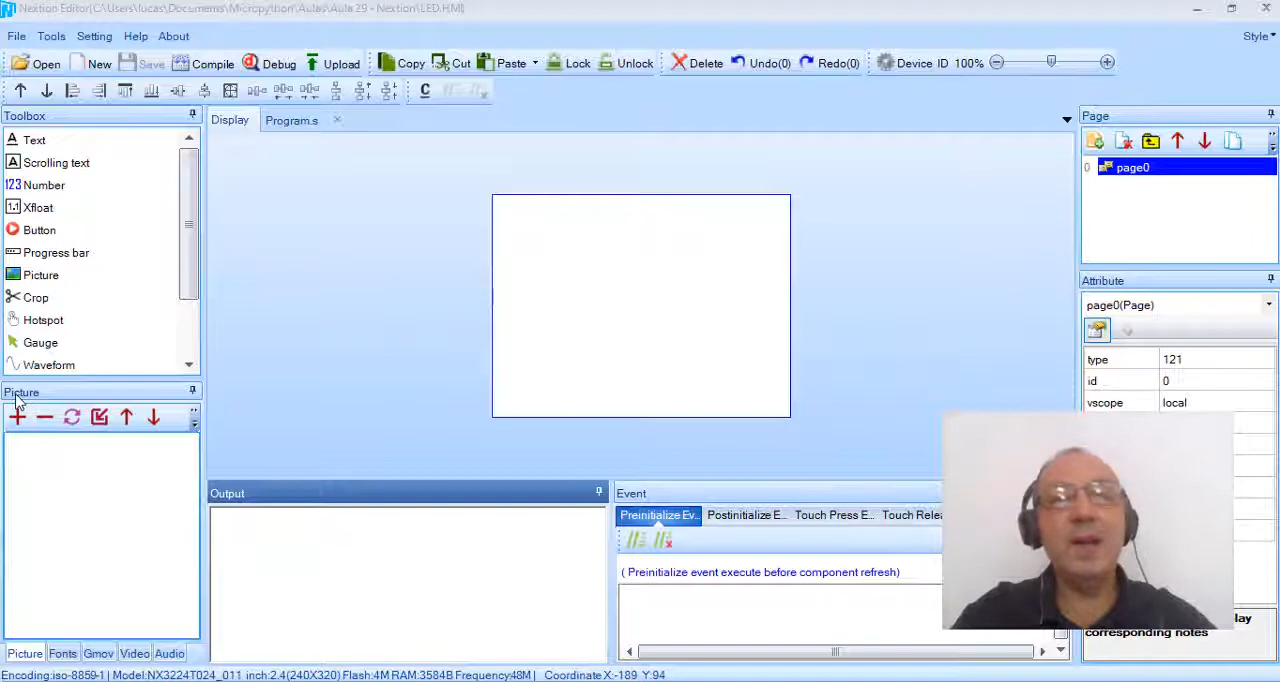 Nextion Editor(C:\Users\lucas\Documents\Micropython\Aulas\Aula 29 - Nextion\LED.HMI)
File Tools Setting Help About Style
Open New Save Compile Debug Upload Copy Cut Paste Lock Unlock Delete Undo(0) Redo(0) Device ID 100%
Toolbox
Display Program.s
Page
Text
Scrolling text
123 Number
1.1 Xfloat
Button
Progress bar
Picture
Crop
Hotspot
Gauge
Waveform
0 page0
Attribute
page0(Page)
type 121
id 0
vscope local
Picture
Output
Event
Preinitialize Ev... Postinitialize E... Touch Press E... Touch Relea
( Preinitialize event execute before component refresh)
corresponding notes
Picture Fonts Gmov Video Audio
Encoding:iso-8859-1 Model:NX3224T024_011 inch:2.4(240X320) Flash:4M RAM:3584B Frequency:48M Coordinate X:-189 Y:94